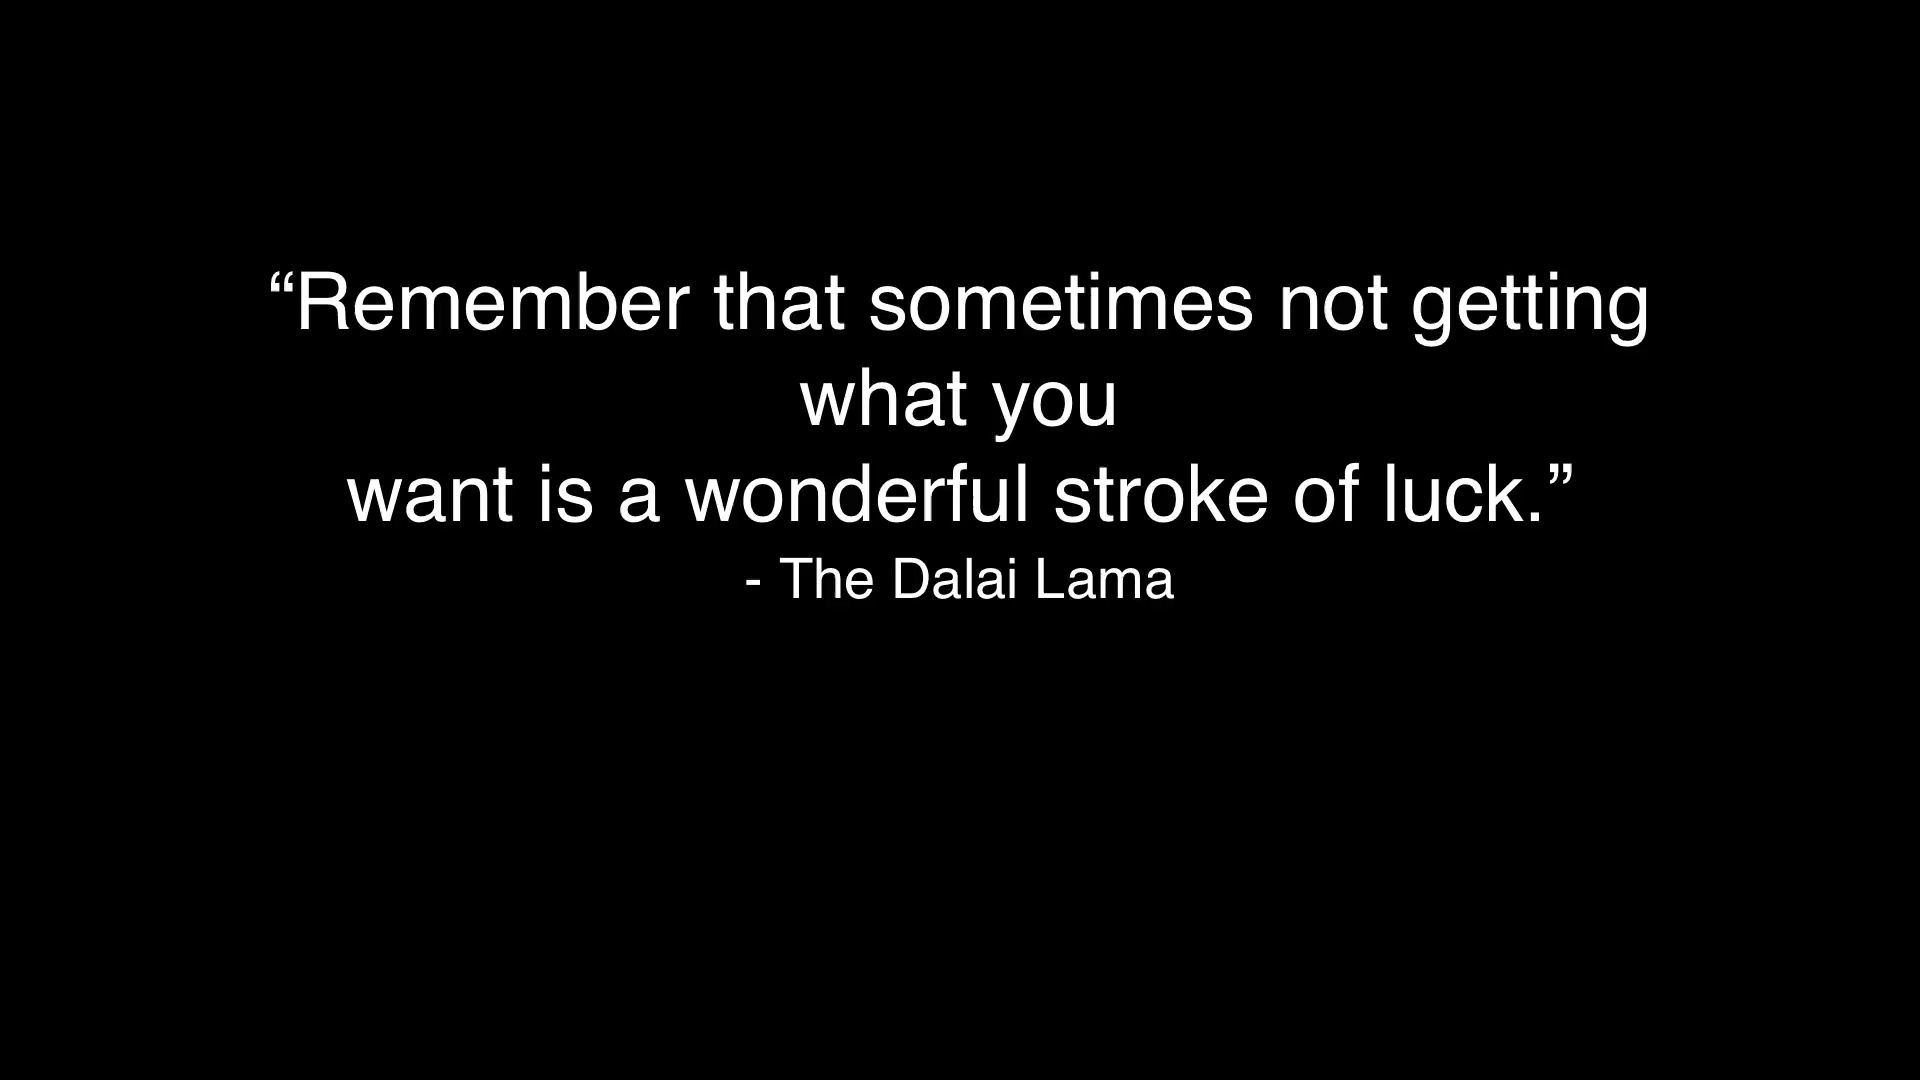 “Remember that sometimes not getting
what you
want is a wonderful stroke of luck.”
- The Dalai Lama